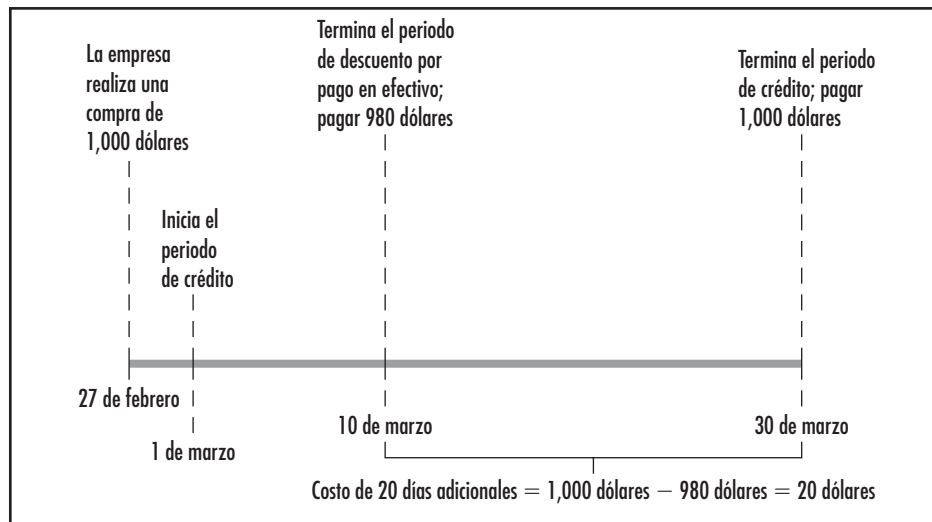 La empresa
realiza una
compra de
1,000 dólares
Termina el periodo
de descuento por
pago en efectivo;
pagar 980 dólares
Termina el periodo
de crédito; pagar
1,000 dólares
Inicia el
periodo
de crédito
27 de febrero
1 de marzo
10 de marzo
30 de marzo
Costo de 20 días adicionales = 1,000 dólares − 980 dólares = 20 dólares